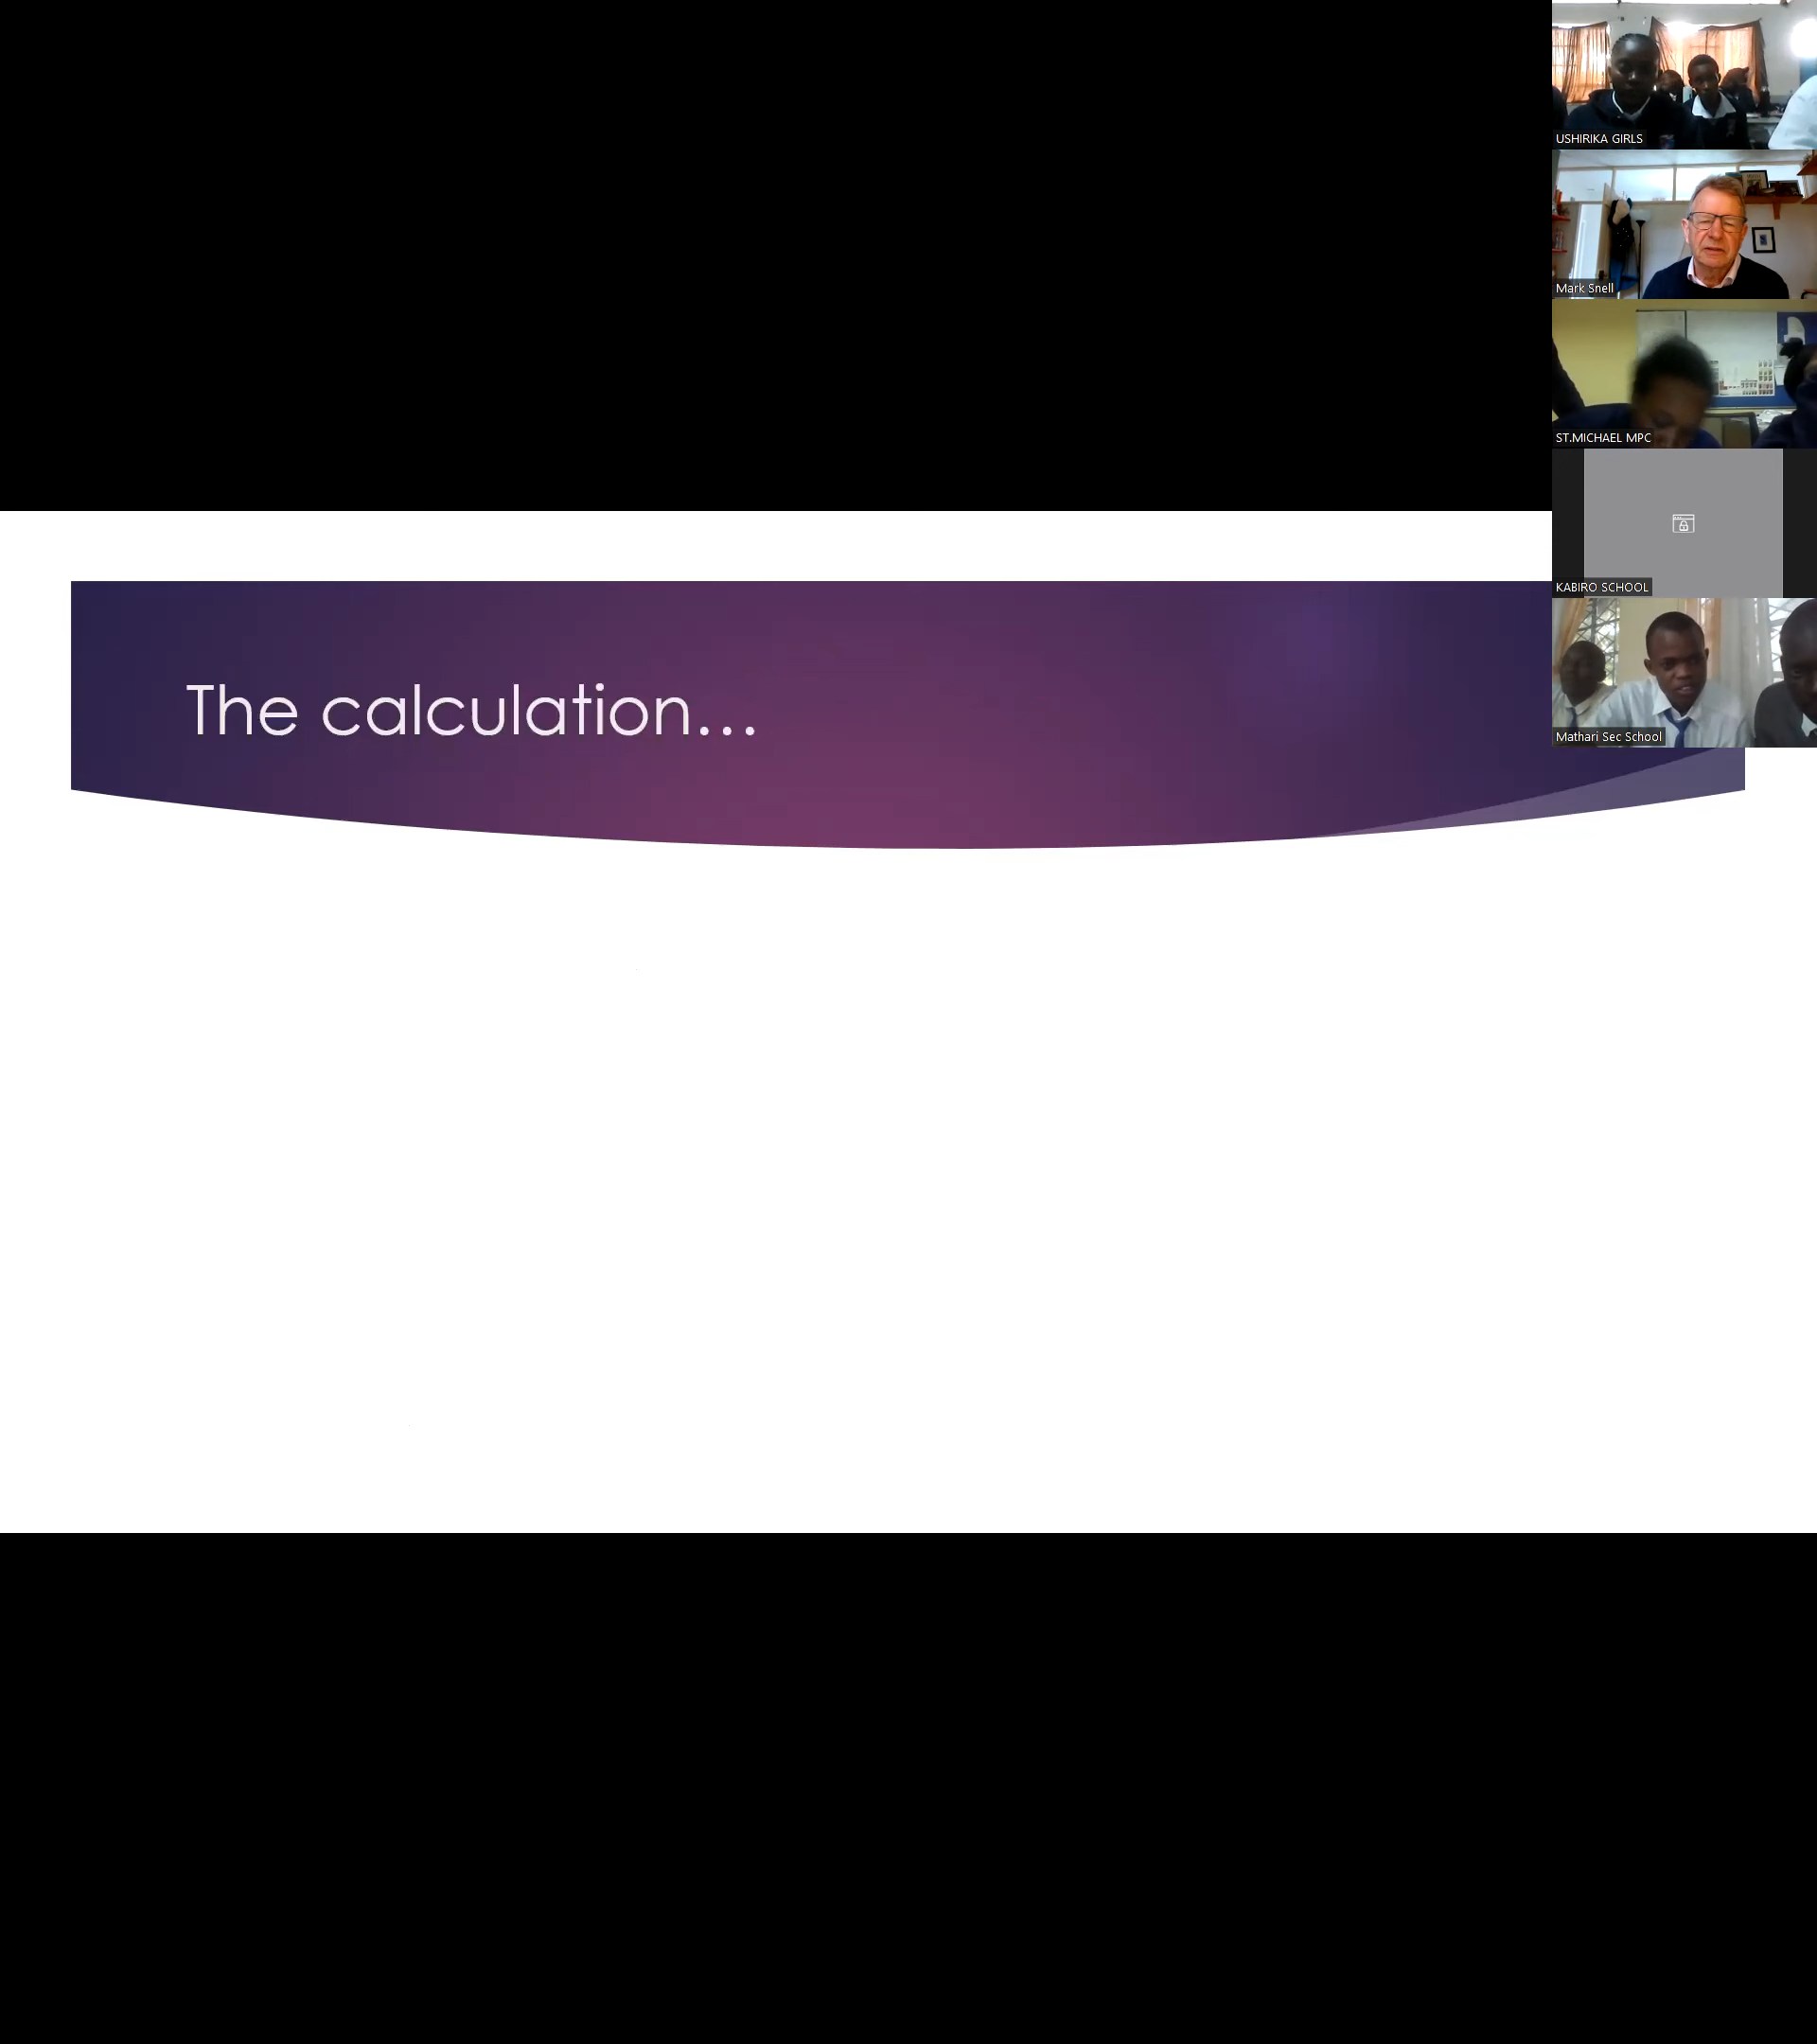 USHIRIKA GIRLS
Mark Snell
ST.MICHAEL MPC
KABIRO SCHOOL
Mathari Sec School
The calculation...